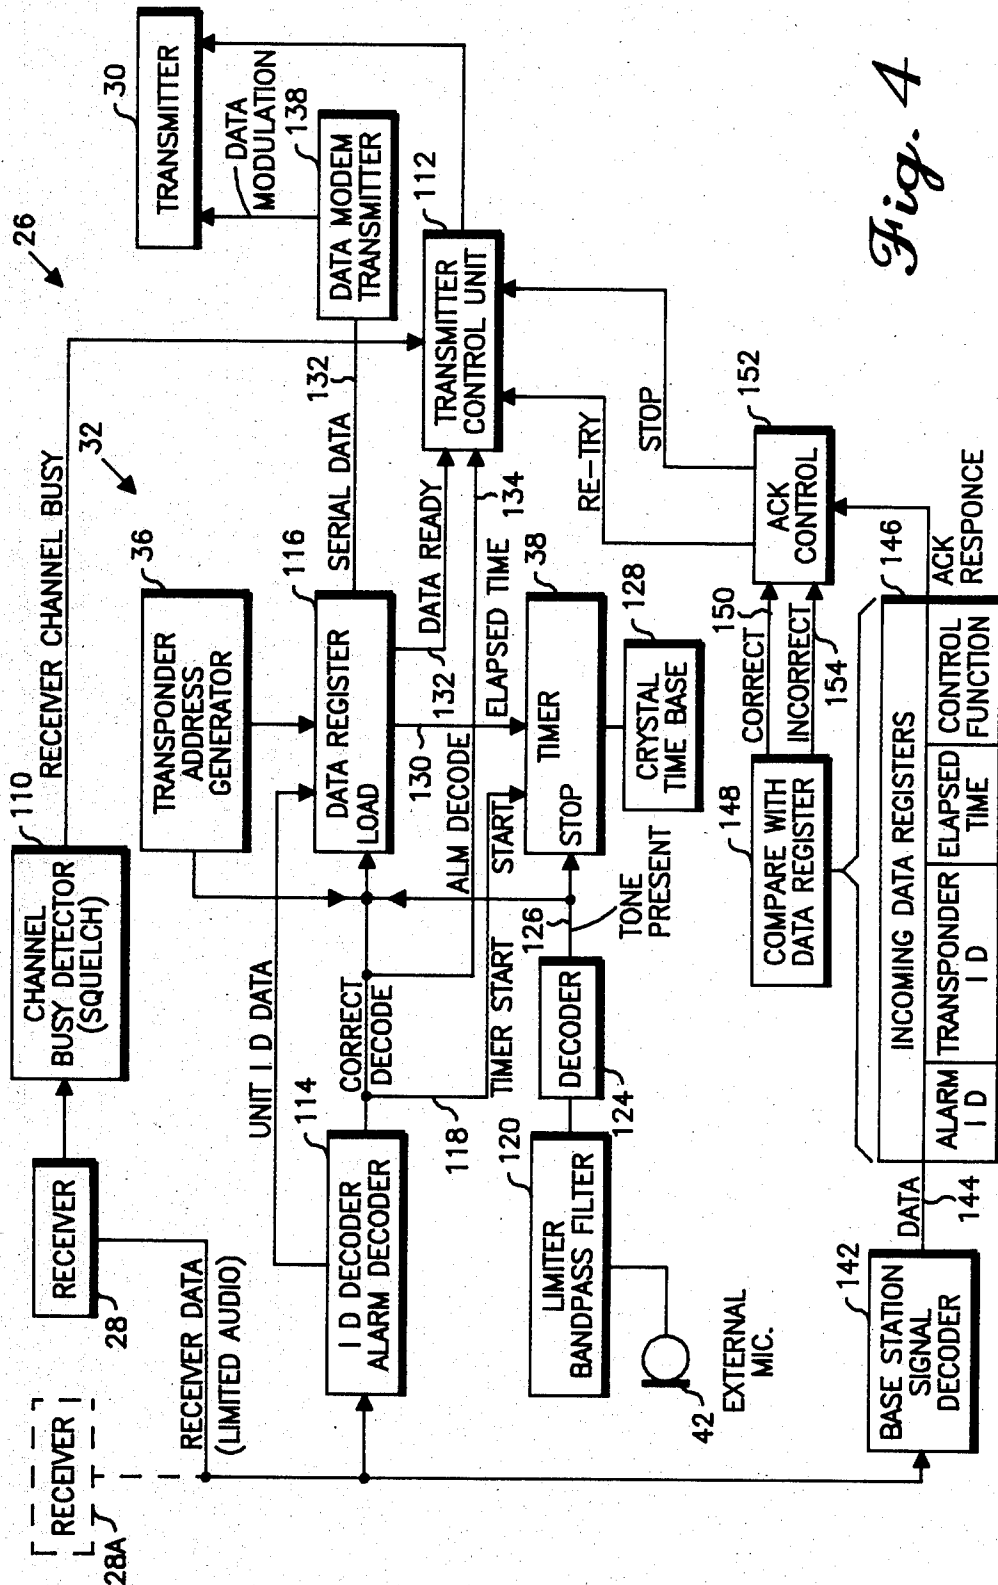 30
TRANSMITTER
DATA
MODULATION
138
DATA MODEM
TRANSMITTER
112
TRANSMITTER
CONTROL UNIT
26
32
RECEIVER CHANNEL BUSY
110
CHANNEL
BUSY DETECTOR
(SQUELCH)
RECEIVER
28
RECEIVER
28A
RECEIVER DATA
(LIMITED AUDIO)
36
TRANSPONDER
ADDRESS
GENERATOR
116
DATA REGISTER
LOAD
SERIAL DATA
132
DATA READY
132
134
130
ELAPSED TIME
ALM DECODE
START
38
TIMER
STOP
128
CRYSTAL
TIME BASE
UNIT I D DATA
114
I D DECODER
ALARM DECODER
CORRECT
DECODE
118
TIMER START
120
LIMITER
BANDPASS FILTER
DECODER
124
126
TONE
PRESENT
42
EXTERNAL
MIC.
RE-TRY
STOP
152
ACK
CONTROL
CORRECT
150
INCORRECT
154
148
COMPARE WITH
DATA REGISTER
146
ACK
RESPONCE
INCOMING DATA REGISTERS
ALARM
I D
TRANSPONDER
I D
ELAPSED
TIME
CONTROL
FUNCTION
DATA
144
142
BASE STATION
SIGNAL
DECODER
Fig. 4